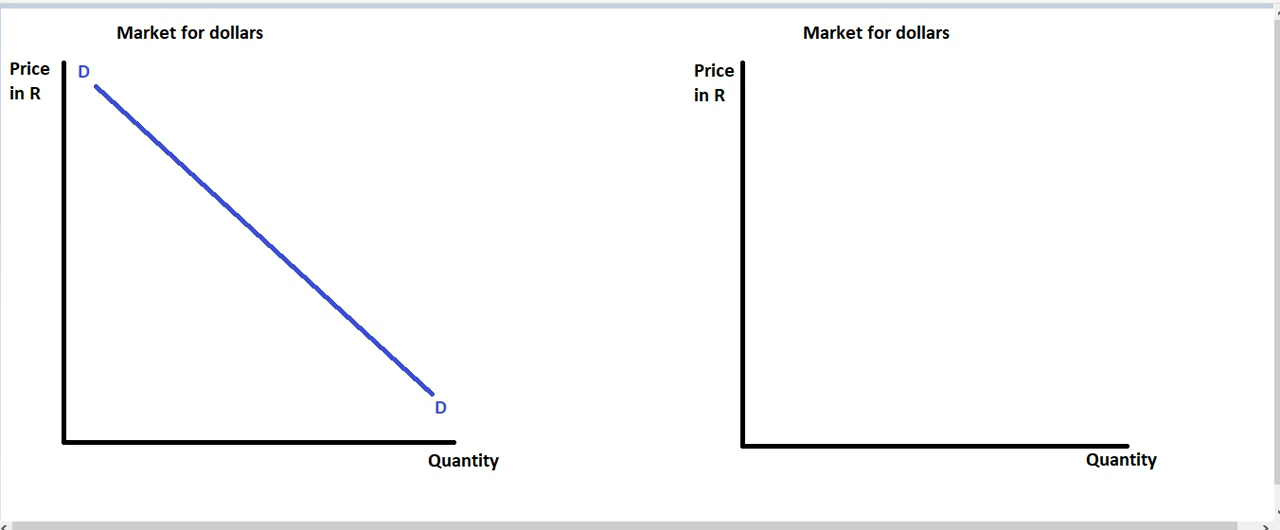 Market for dollars
Price
in R
D
D
Quantity
Market for dollars
Price
in R
Quantity